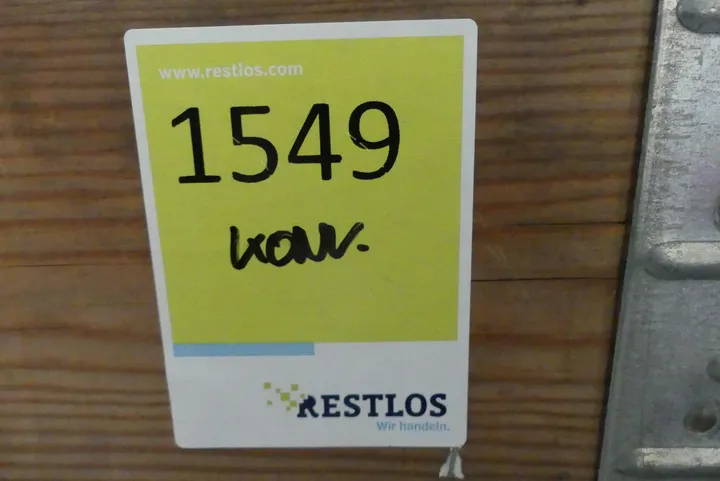 www.restlos.com
1549
konv.
RESTLOS
Wir handeln.